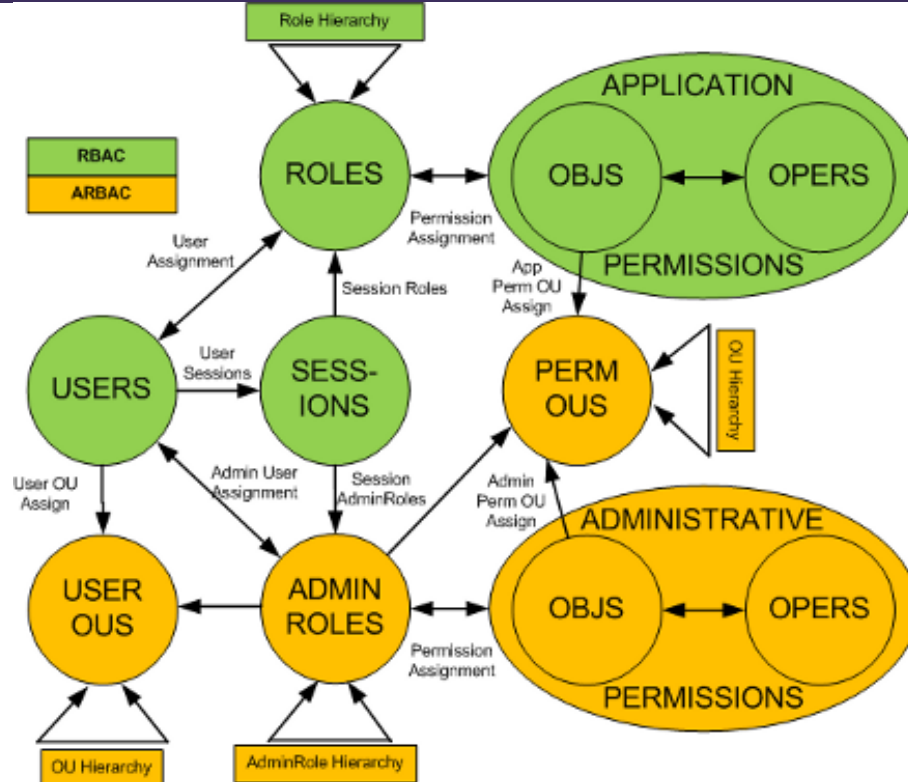 Role Hierarchy
APPLICATION
RBAC
ARBAC
ROLES
OBJS
OPERS
Permission
Assignment
User
Assignment
PERMISSIONS
App
Perm OU
Assign
Session Roles
User
Sessions
USERS
SESS-
IONS
PERM
OUS
OU Hierarchy
User OU
Assign
Admin User
Assignment
Session
AdminRoles
Admin
Perm OU
Assign
ADMINISTRATIVE
USER
OUS
ADMIN
ROLES
OBJS
OPERS
Permission
Assignment
PERMISSIONS
OU Hierarchy
AdminRole Hierarchy